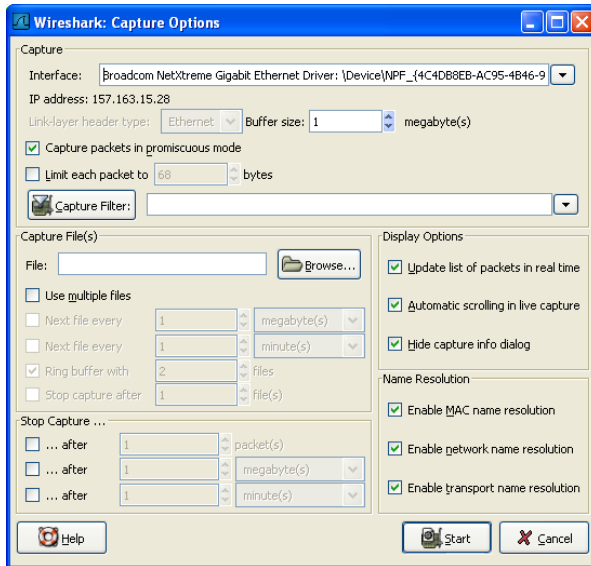 Wireshark: Capture Options
Capture
Interface: Broadcom NetXtreme Gigabit Ethernet Driver: \Device\NPF_{4C4DB8EB-AC95-4B46-9
IP address: 157.163.15.28
Link-layer header type: Ethernet Buffer size: 1 megabyte(s)
Capture packets in promiscuous mode
Limit each packet to 68 bytes
Capture Filter:
Capture File(s)
File: Browse...
Use multiple files
Next file every 1 megabyte(s)
Next file every 1 minute(s)
Ring buffer with 2 files
Stop capture after 1 file(s)
Stop Capture ...
... after 1 packet(s)
... after 1 megabyte(s)
... after 1 minute(s)
Display Options
Update list of packets in real time
Automatic scrolling in live capture
Hide capture info dialog
Name Resolution
Enable MAC name resolution
Enable network name resolution
Enable transport name resolution
Help Start Cancel